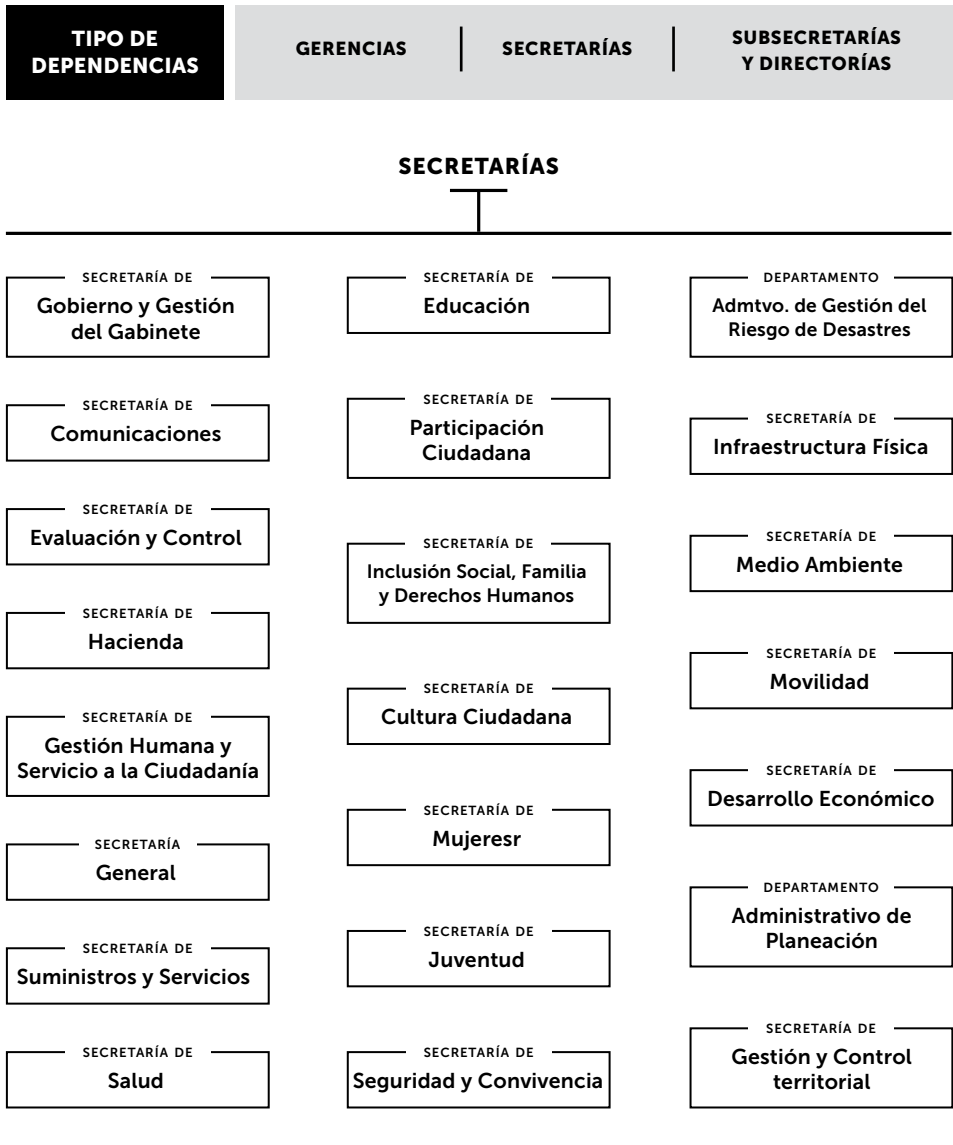 TIPO DE
DEPENDENCIAS
GERENCIAS
SECRETARÍAS
SUBSECRETARÍAS
Y DIRECTORÍAS
SECRETARÍAS
SECRETARÍA DE
Gobierno y Gestión
del Gabinete
SECRETARÍA DE
Comunicaciones
SECRETARÍA DE
Evaluación y Control
SECRETARÍA DE
Hacienda
SECRETARÍA DE
Gestión Humana y
Servicio a la Ciudadanía
SECRETARÍA
General
SECRETARÍA DE
Suministros y Servicios
SECRETARÍA DE
Salud
SECRETARÍA DE
Educación
SECRETARÍA DE
Participación
Ciudadana
SECRETARÍA DE
Inclusión Social, Familia
y Derechos Humanos
SECRETARÍA DE
Cultura Ciudadana
SECRETARÍA DE
Mujeresr
SECRETARÍA DE
Juventud
SECRETARÍA DE
Seguridad y Convivencia
DEPARTAMENTO
Admtvo. de Gestión del
Riesgo de Desastres
SECRETARÍA DE
Infraestructura Física
SECRETARÍA DE
Medio Ambiente
SECRETARÍA DE
Movilidad
SECRETARÍA DE
Desarrollo Económico
DEPARTAMENTO
Administrativo de
Planeación
SECRETARÍA DE
Gestión y Control
territorial